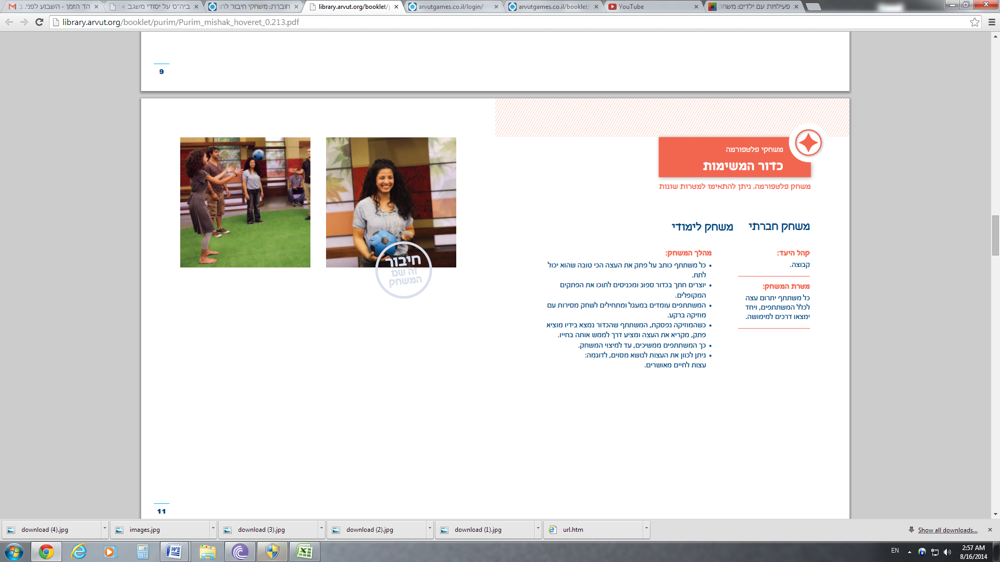 הד הזמן - השבוע לפני. ב
ביה"ס על יסודי משגב >
חוברת: משחקי חיבור לחג
library.arvut.org/booklet/
arvutgames.co.il/login/
arvutgames.co.il/booklet/
YouTube
פעילויות עם ילדים: משחק
library.arvut.org/booklet/purim/Purim_mishak_hoveret_0.213.pdf
9
משחקי פלטפורמה
כדור המשימות
משחק פלטפורמה, ניתן להתאימו למטרות שונות
משחק חברתי
משחק לימודי
קהל היעד:
קבוצה.
מטרת המשחק:
כל משתתף יתרום עצה
לכלל המשתתפים, ויחד
ימצאו דרכים למימושה.
מהלך המשחק:
• כל משתתף כותב על פתק את העצה הכי טובה שהוא יכול
לתת.
• יוצרים חתך בכדור ספוג ומכניסים לתוכו את הפתקים
המקופלים.
• המשתתפים עומדים במעגל ומתחילים לשחק מסירות עם
מוזיקה ברקע.
• כשהמוזיקה נפסקת, המשתתף שהכדור נמצא בידיו מוציא
פתק, מקריא את העצה ומציע דרך לממש אותה בחייו.
• כך המשתתפים ממשיכים, עד למיצוי המשחק.
• ניתן לכוון את העצות לנושא מסוים, לדוגמה:
עצות לחיים מאושרים.
חיבור
זה שם
המשחק
11
download (4).jpg
images.jpg
download (3).jpg
download (2).jpg
download (1).jpg
url.htm
Show all downloads...
EN
2:57 AM
8/16/2014